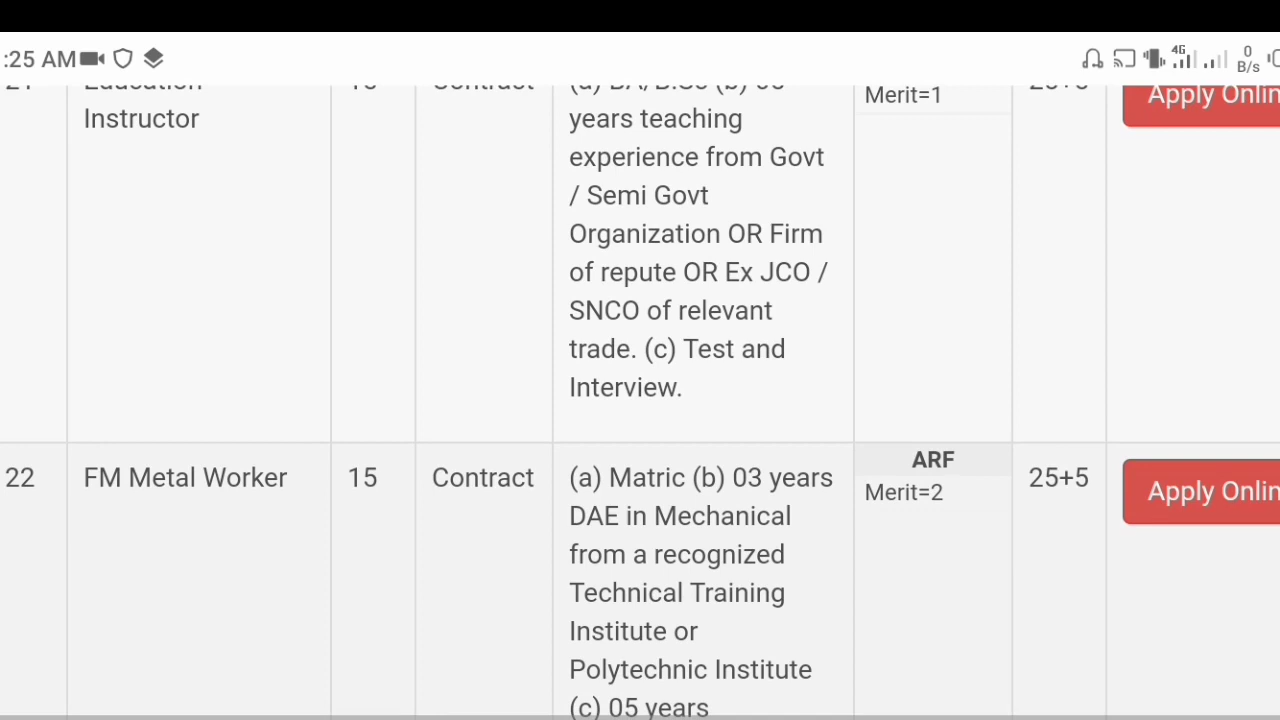 :25 AM
4G
0
B/s
Education
Instructor
Contract
years teaching
experience from Govt
/ Semi Govt
Organization OR Firm
of repute OR Ex JCO /
SNCO of relevant
trade. (c) Test and
Interview.
Merit=1
Apply Onlin
22
FM Metal Worker
15
Contract
(a) Matric (b) 03 years
DAE in Mechanical
from a recognized
Technical Training
Institute or
Polytechnic Institute
(c) 05 years
ARF
Merit=2
25+5
Apply Onlin